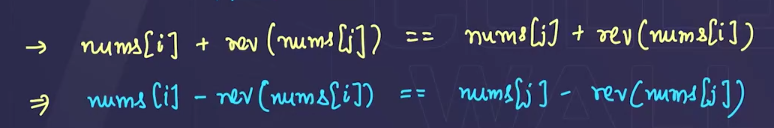 → nums[i] + rev(nums[j]) == nums[j] + rev(nums[i])
⇒ nums[i] - rev(nums[i]) == nums[j] - rev(nums[j])